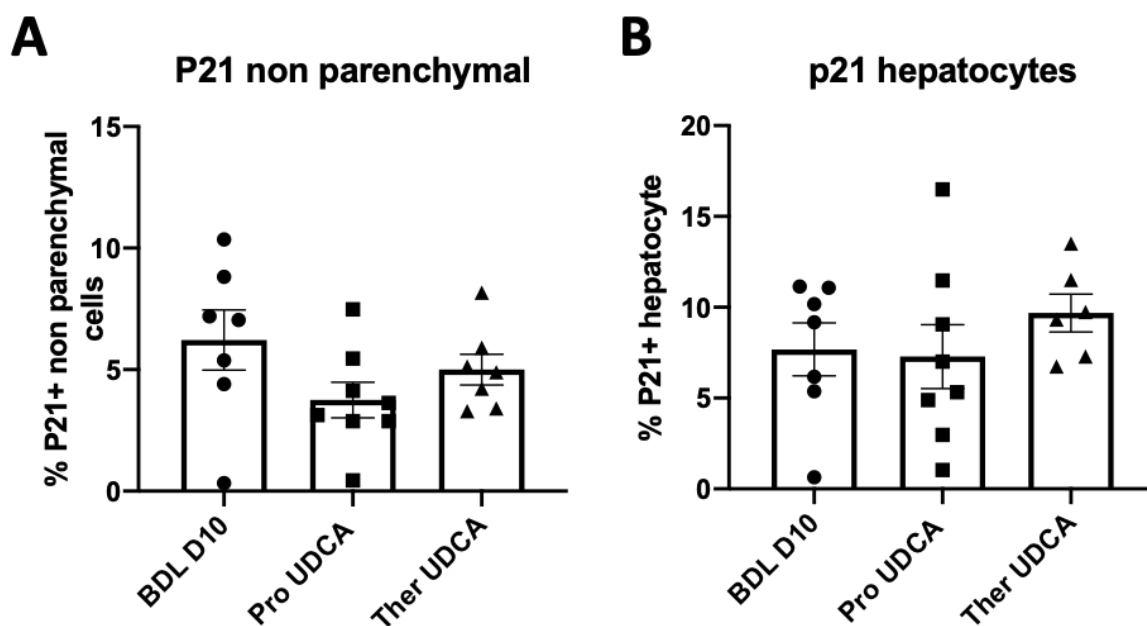 A
P21 non parenchymal
% P21+ non parenchymal
cells
15
10
5
0
BDL D10
Pro UDCA
Ther UDCA
B
p21 hepatocytes
% P21+ hepatocyte
20
15
10
5
0
BDL D10
Pro UDCA
Ther UDCA